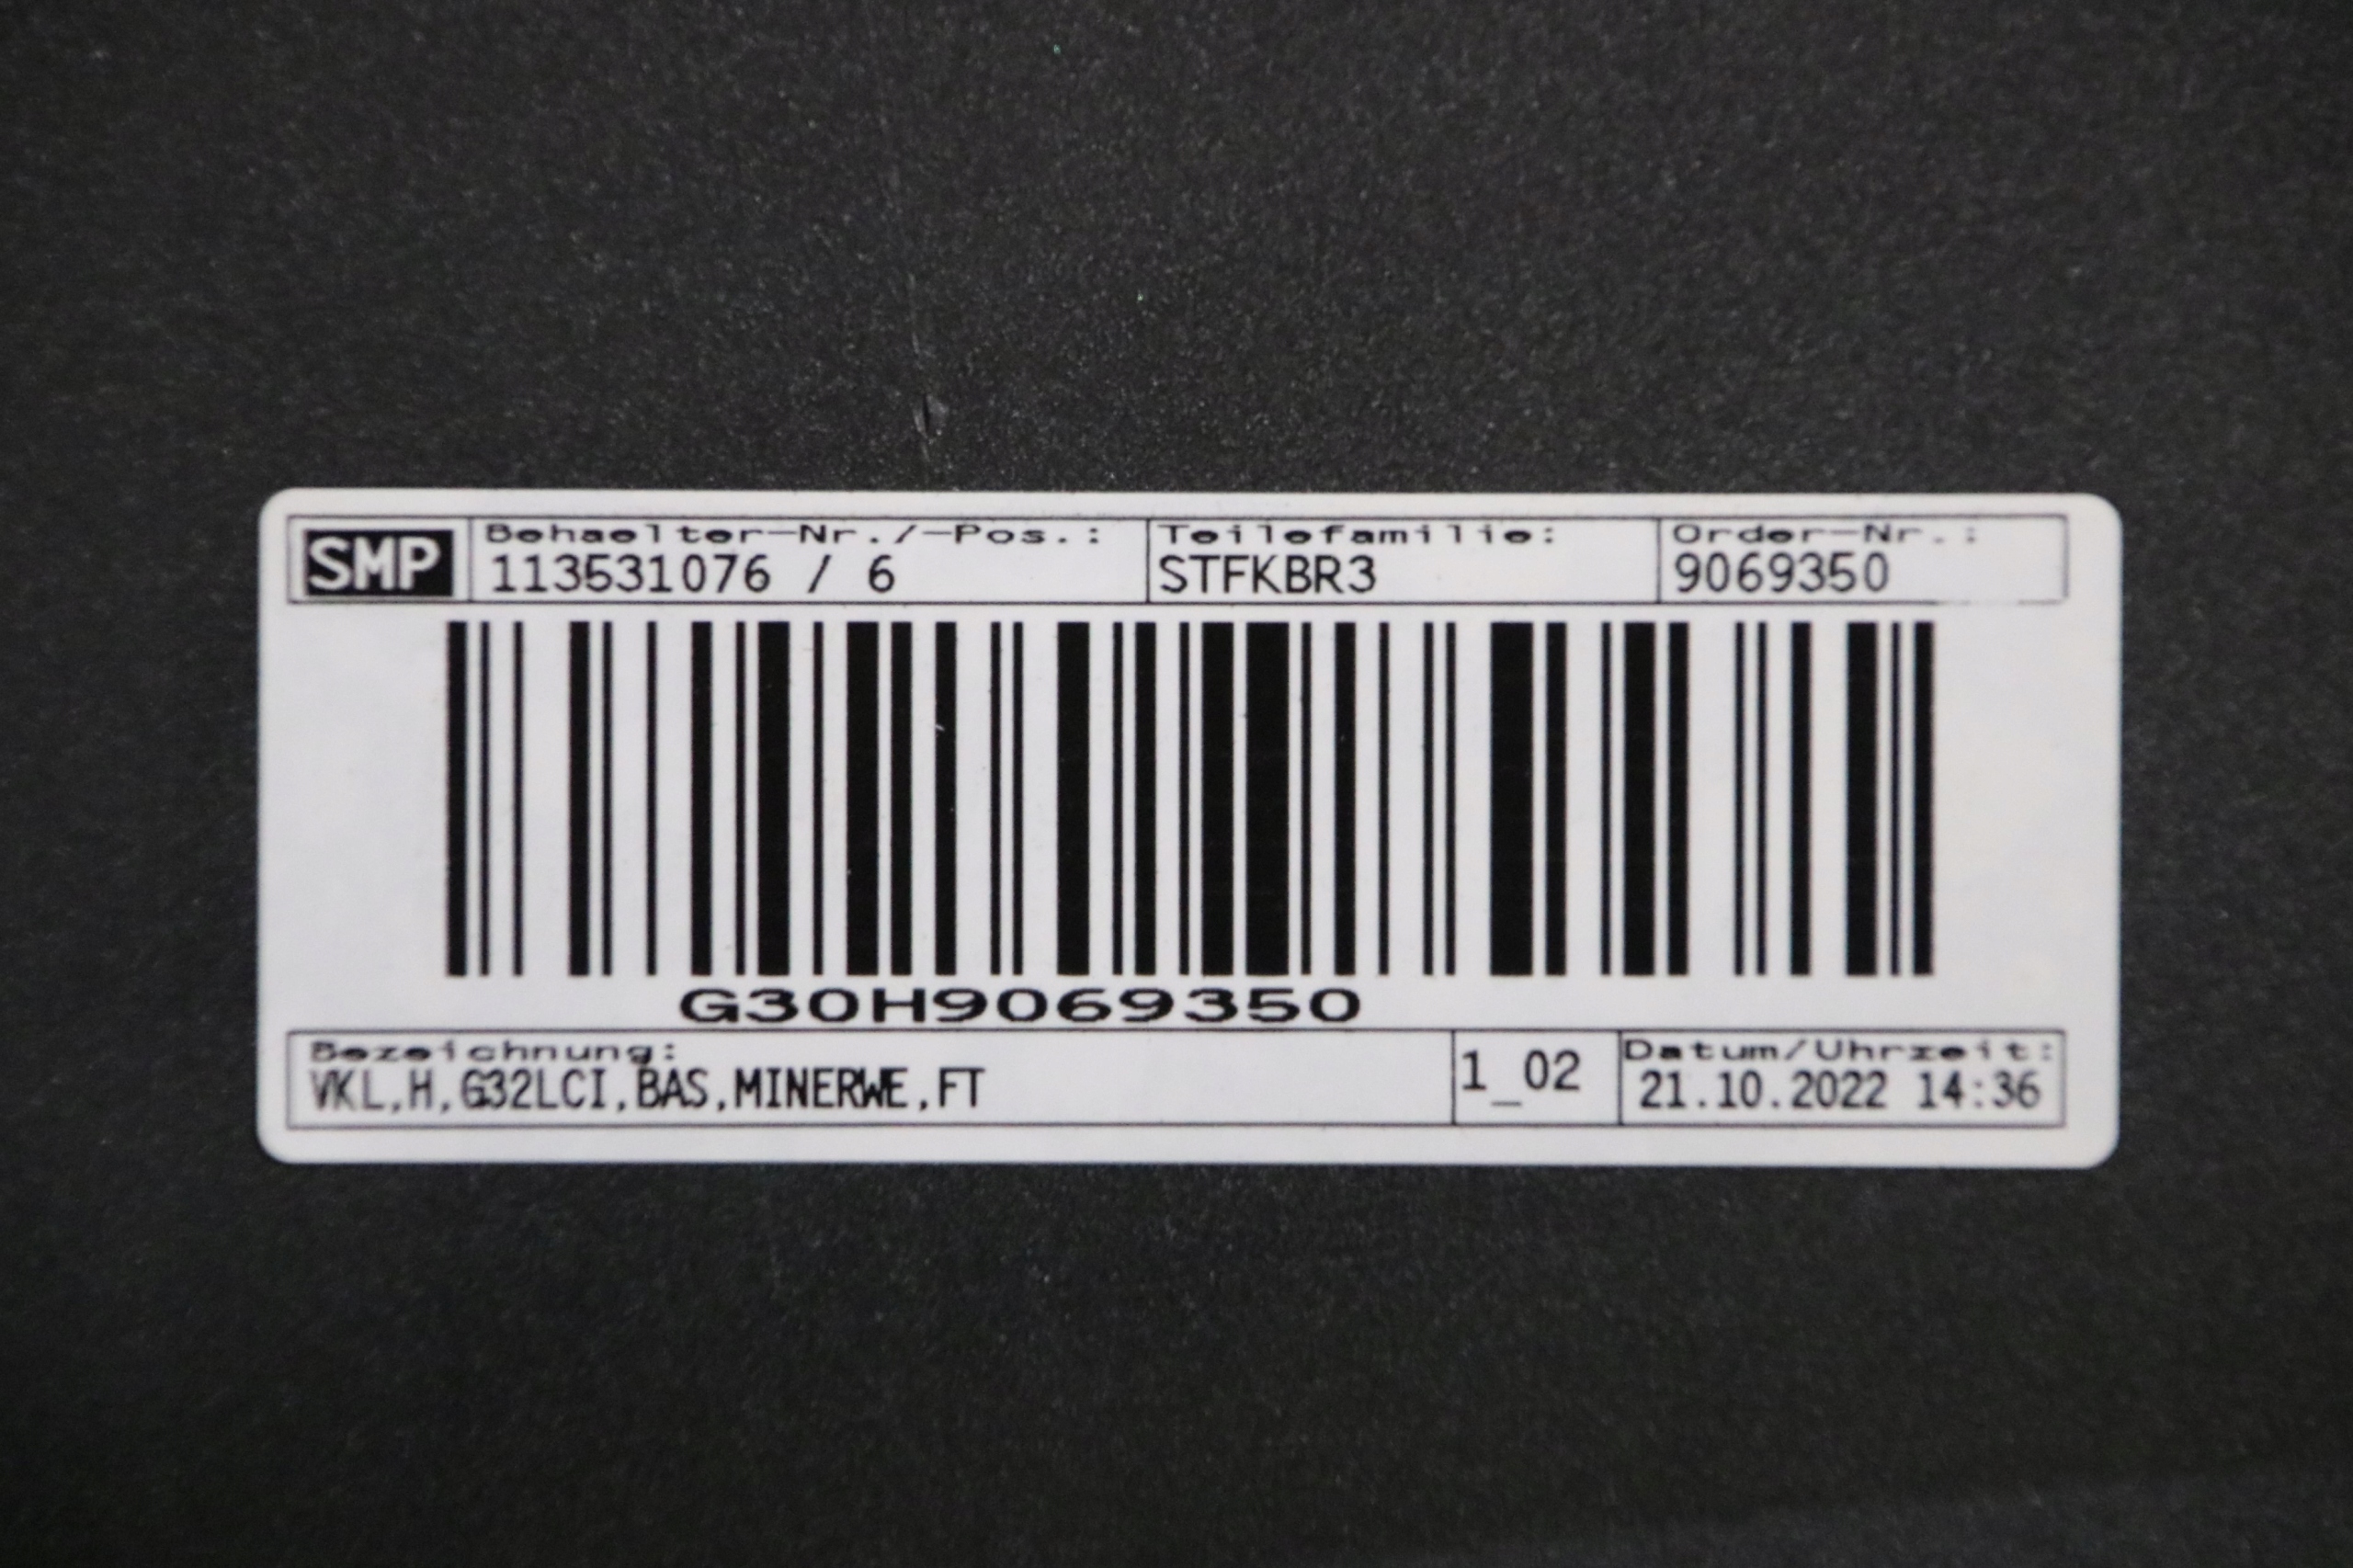 SMP
Behaelter-Nr./-Pos.: Teilefamilie: Order-Nr.:
113531076 / 6 STFKBR3 9069350
G30H9069350
Bezeichnung: 1_02 Datum/Uhrzeit:
VKL,H,G32LCI,BAS,MINERWE,FT 21.10.2022 14:36